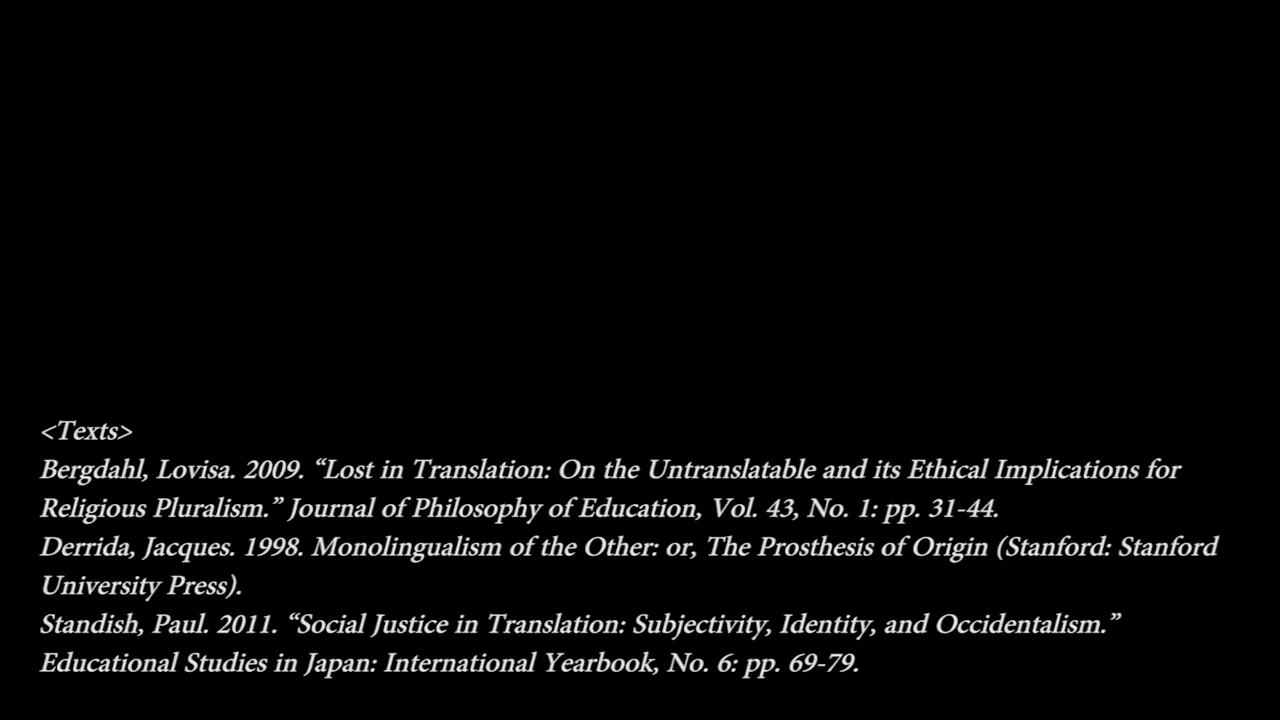 <Texts>
Bergdahl, Lovisa. 2009. “Lost in Translation: On the Untranslatable and its Ethical Implications for
Religious Pluralism.” Journal of Philosophy of Education, Vol. 43, No. 1: pp. 31-44.
Derrida, Jacques. 1998. Monolingualism of the Other: or, The Prosthesis of Origin (Stanford: Stanford
University Press).
Standish, Paul. 2011. “Social Justice in Translation: Subjectivity, Identity, and Occidentalism.”
Educational Studies in Japan: International Yearbook, No. 6: pp. 69-79.